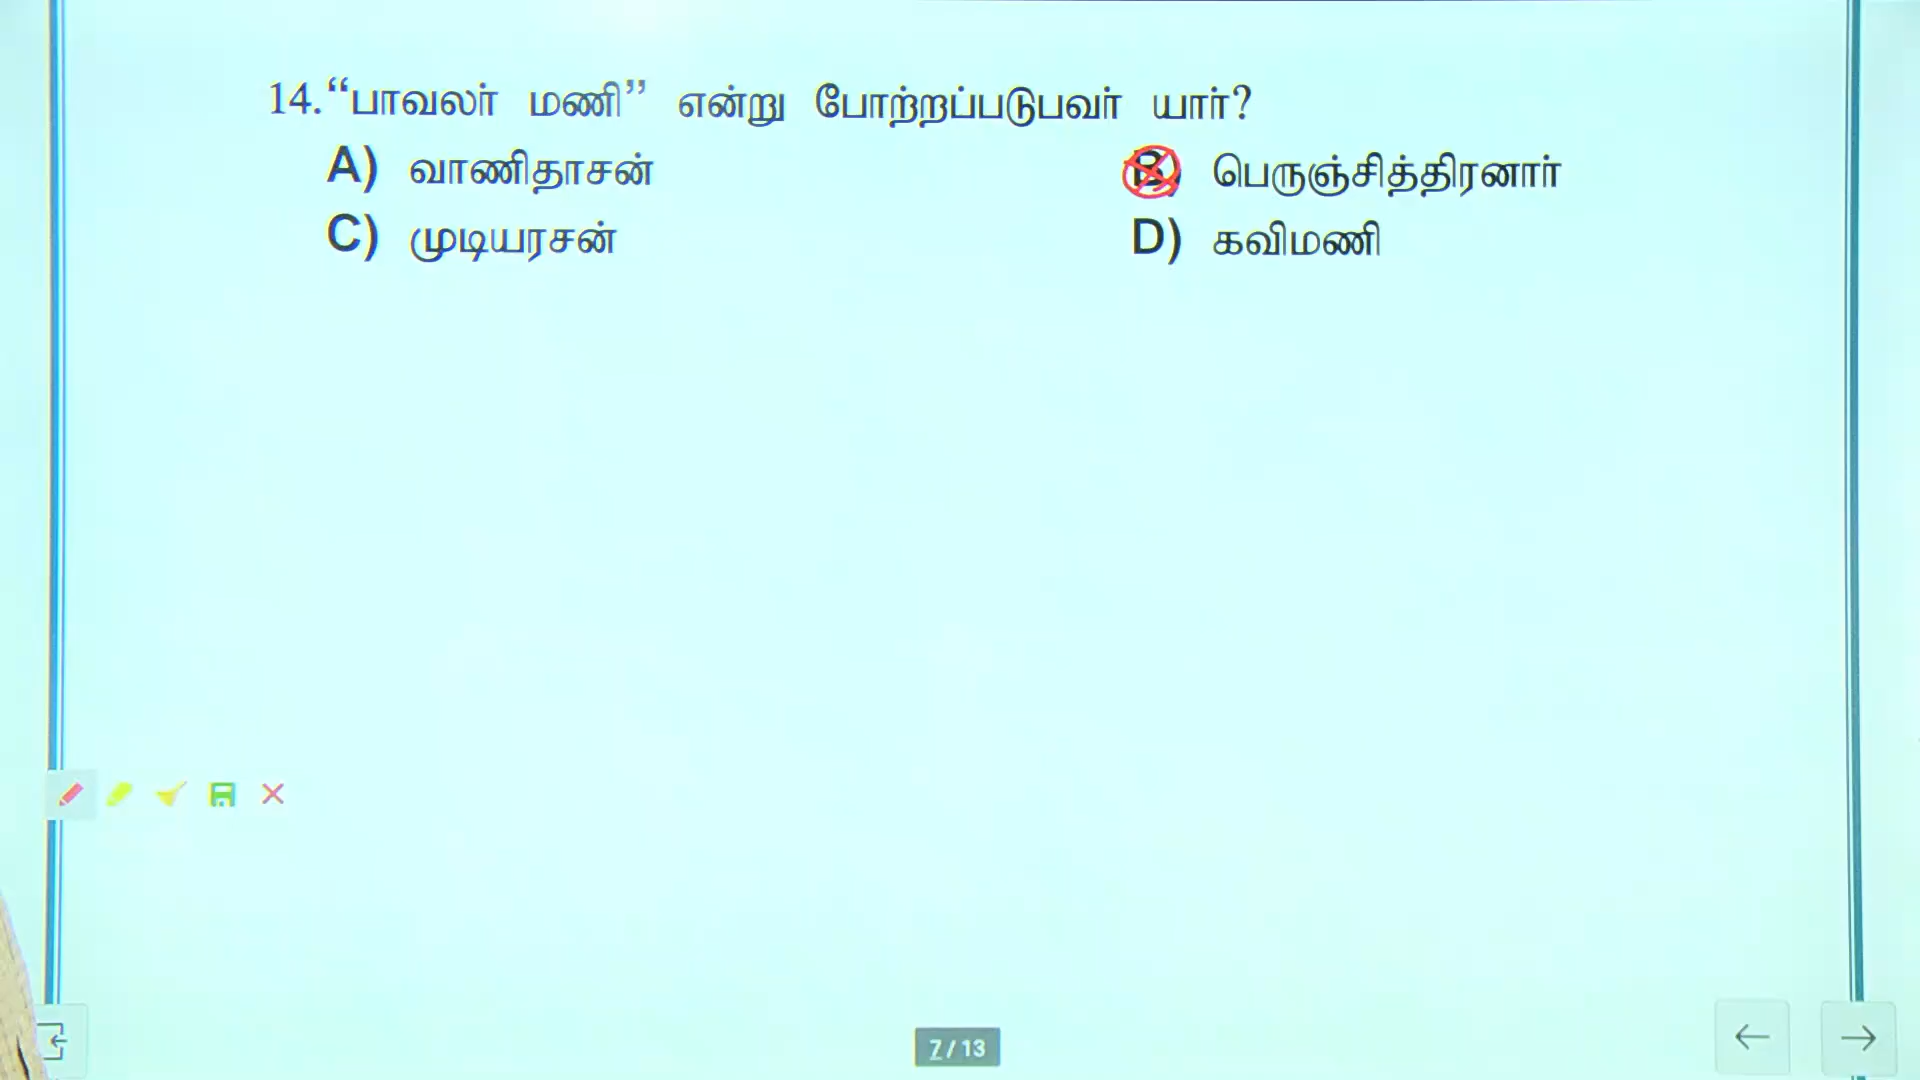 14. “பாவலர் மணி” என்று போற்றப்படுபவர் யார்?
A) வாணிதாசன்
B) பெருஞ்சித்திரனார்
C) முடியரசன்
D) கவிமணி
7 / 13